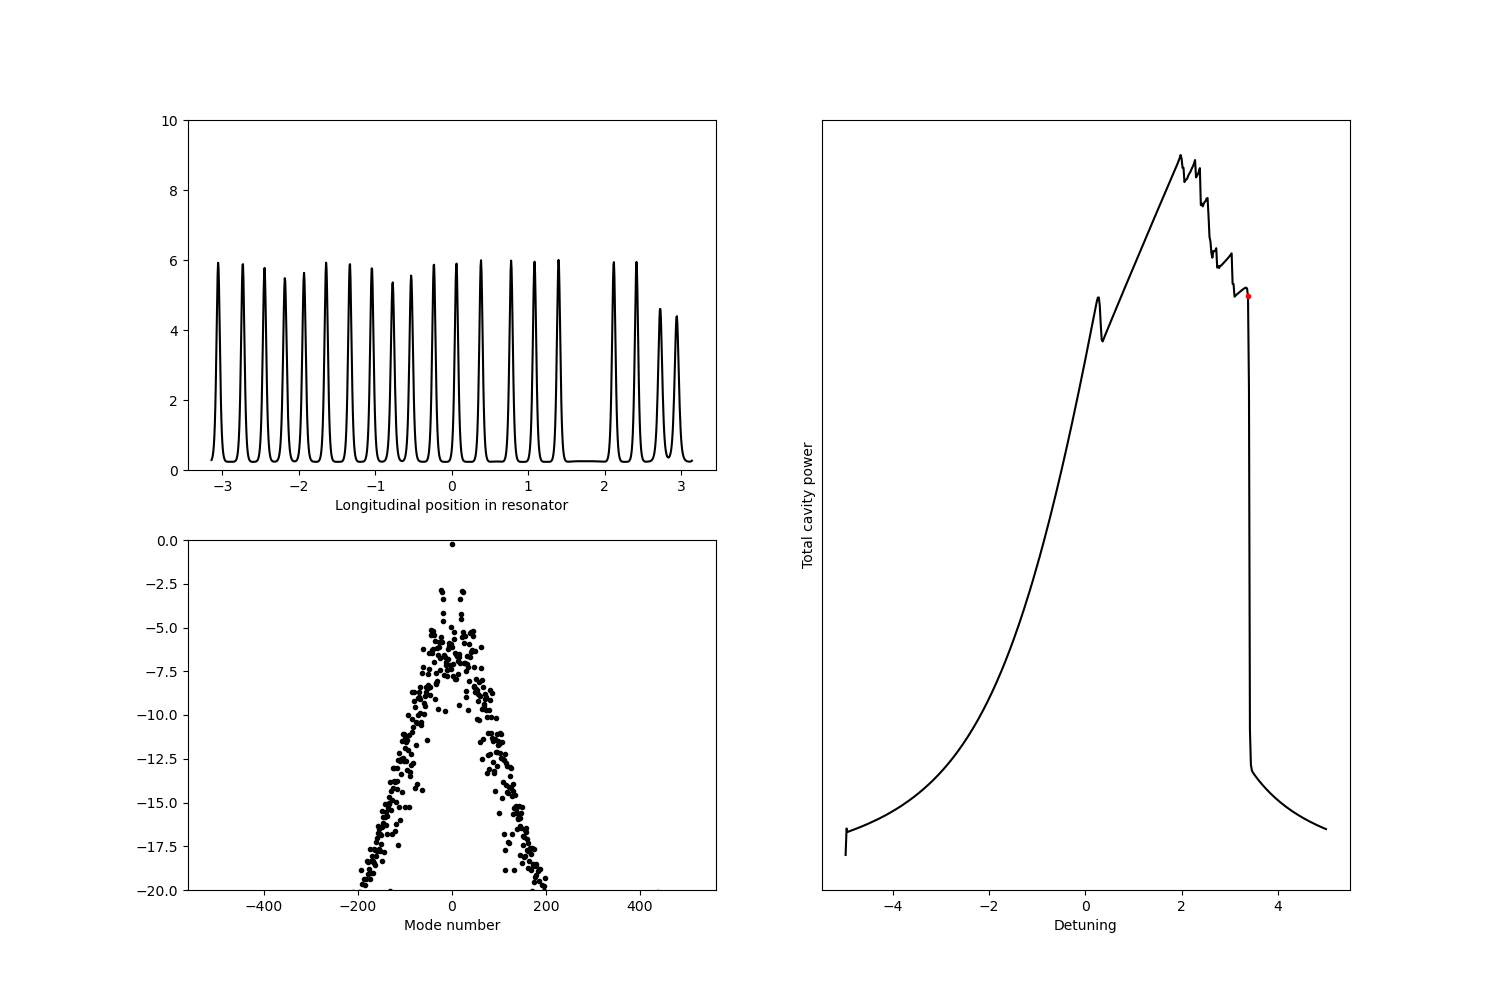 10
8
6
4
2
0
−3 −2 −1 0 1 2 3
Longitudinal position in resonator
0.0
−2.5
−5.0
−7.5
−10.0
−12.5
−15.0
−17.5
−20.0
−400 −200 0 200 400
Mode number
Total cavity power
−4 −2 0 2 4
Detuning